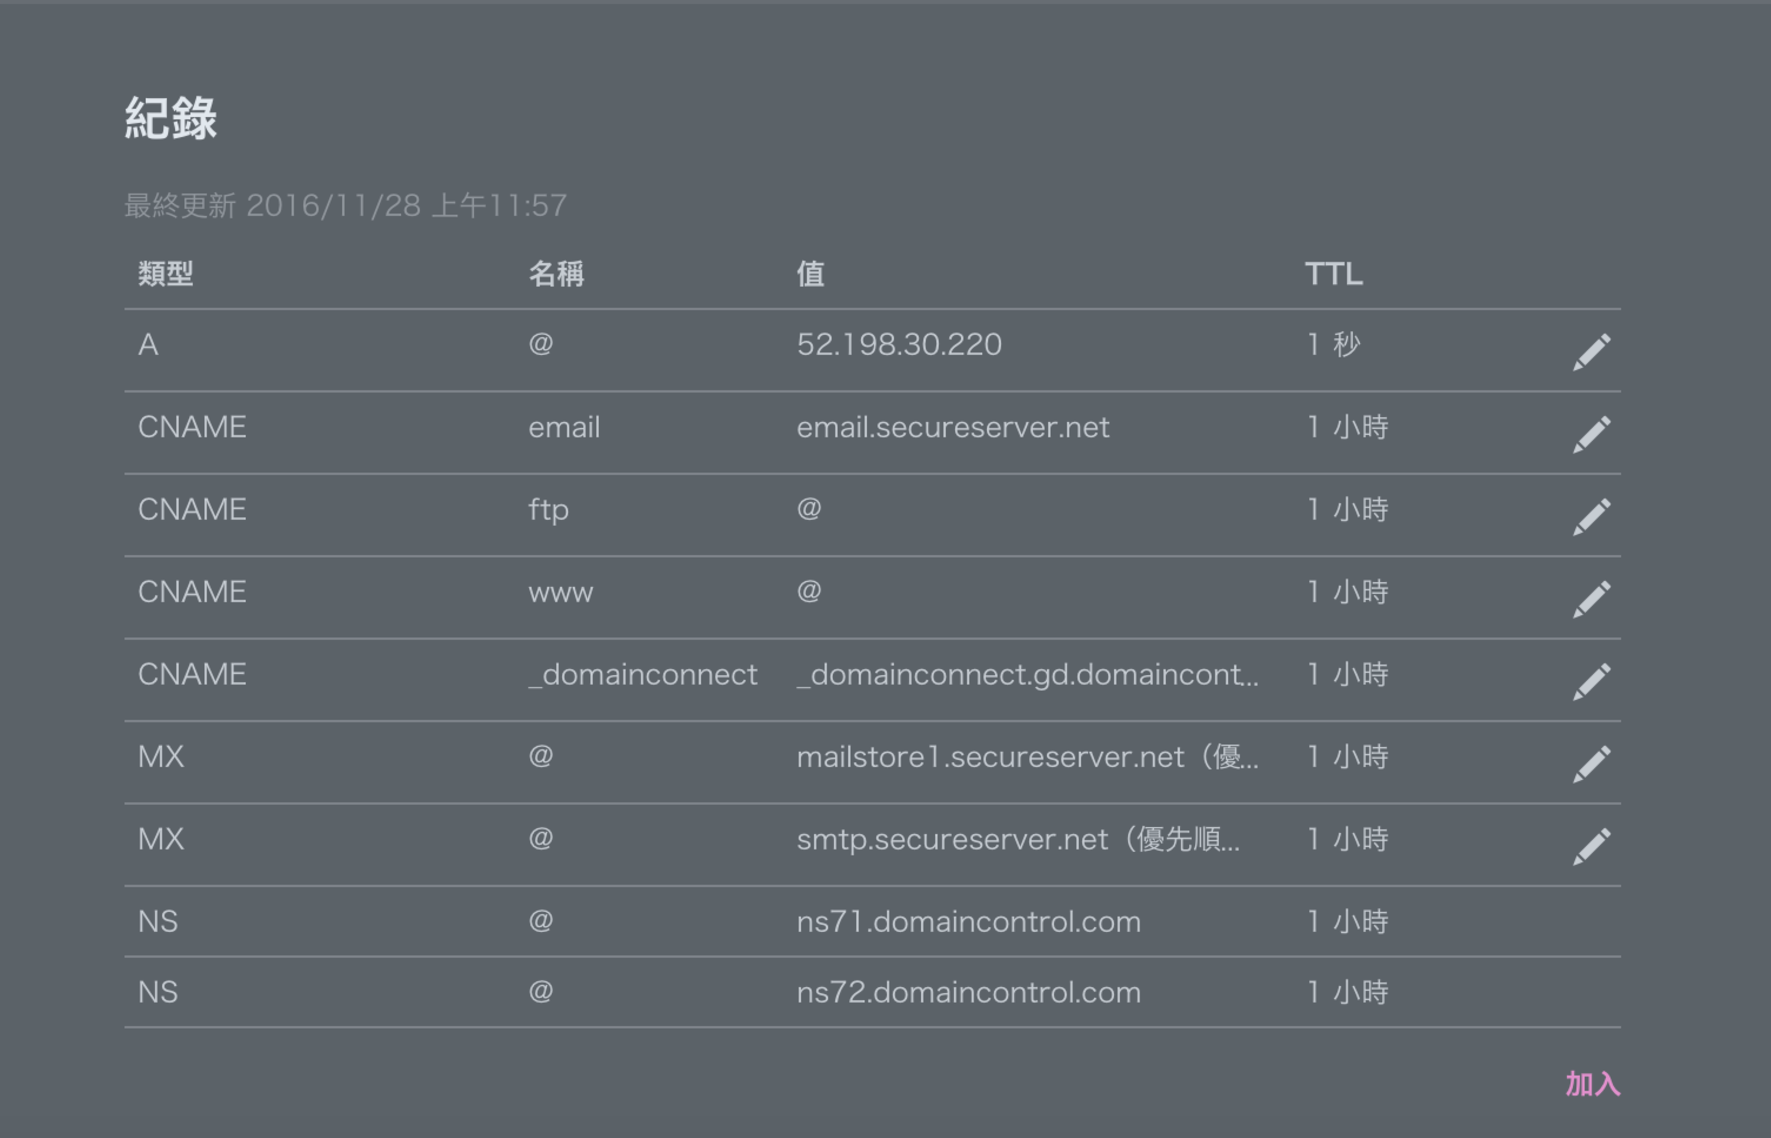 紀錄
最終更新 2016/11/28 上午11:57
類型 名稱 值 TTL
A @ 52.198.30.220 1 秒
CNAME email email.secureserver.net 1 小時
CNAME ftp @ 1 小時
CNAME www @ 1 小時
CNAME _domainconnect _domainconnect.gd.domaincont... 1 小時
MX @ mailstore1.secureserver.net（優... 1 小時
MX @ smtp.secureserver.net（優先順... 1 小時
NS @ ns71.domaincontrol.com 1 小時
NS @ ns72.domaincontrol.com 1 小時
加入